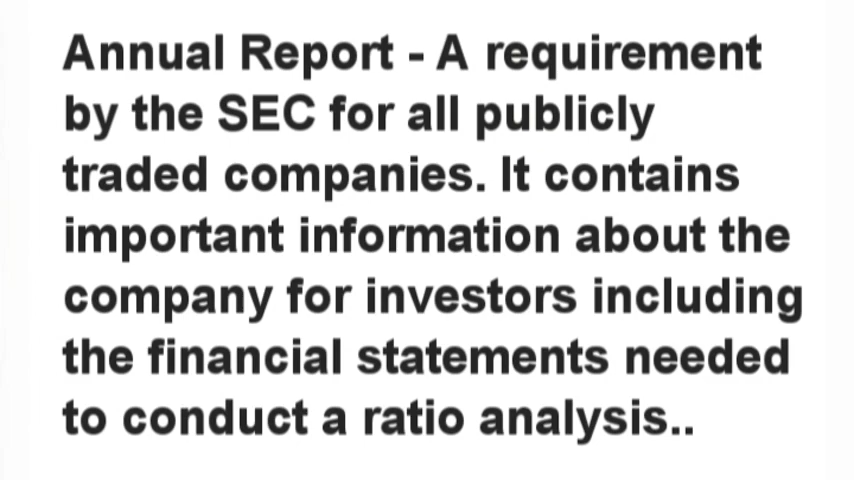 Annual Report - A requirement
by the SEC for all publicly
traded companies. It contains
important information about the
company for investors including
the financial statements needed
to conduct a ratio analysis..